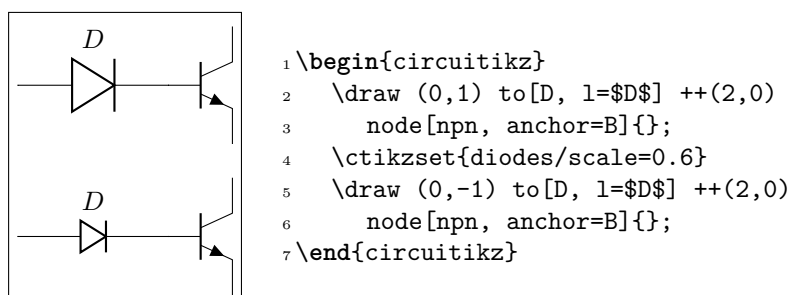 D
D
1 \begin{circuitikz}
2 \draw (0,1) to[D, l=$D$] ++(2,0)
3 node[npn, anchor=B]{};
4 \ctikzset{diodes/scale=0.6}
5 \draw (0,-1) to[D, l=$D$] ++(2,0)
6 node[npn, anchor=B]{};
7 \end{circuitikz}